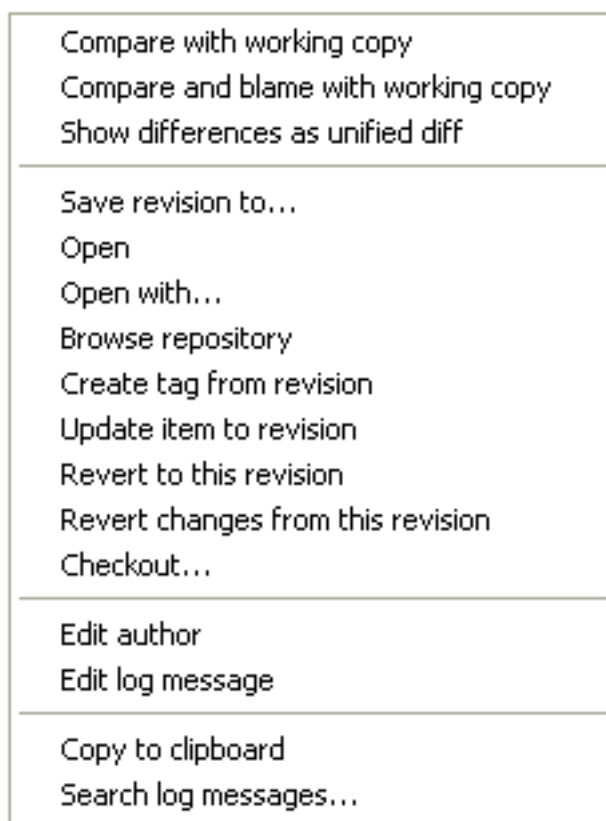 Compare with working copy
Compare and blame with working copy
Show differences as unified diff
Save revision to...
Open
Open with...
Browse repository
Create tag from revision
Update item to revision
Revert to this revision
Revert changes from this revision
Checkout...
Edit author
Edit log message
Copy to clipboard
Search log messages...